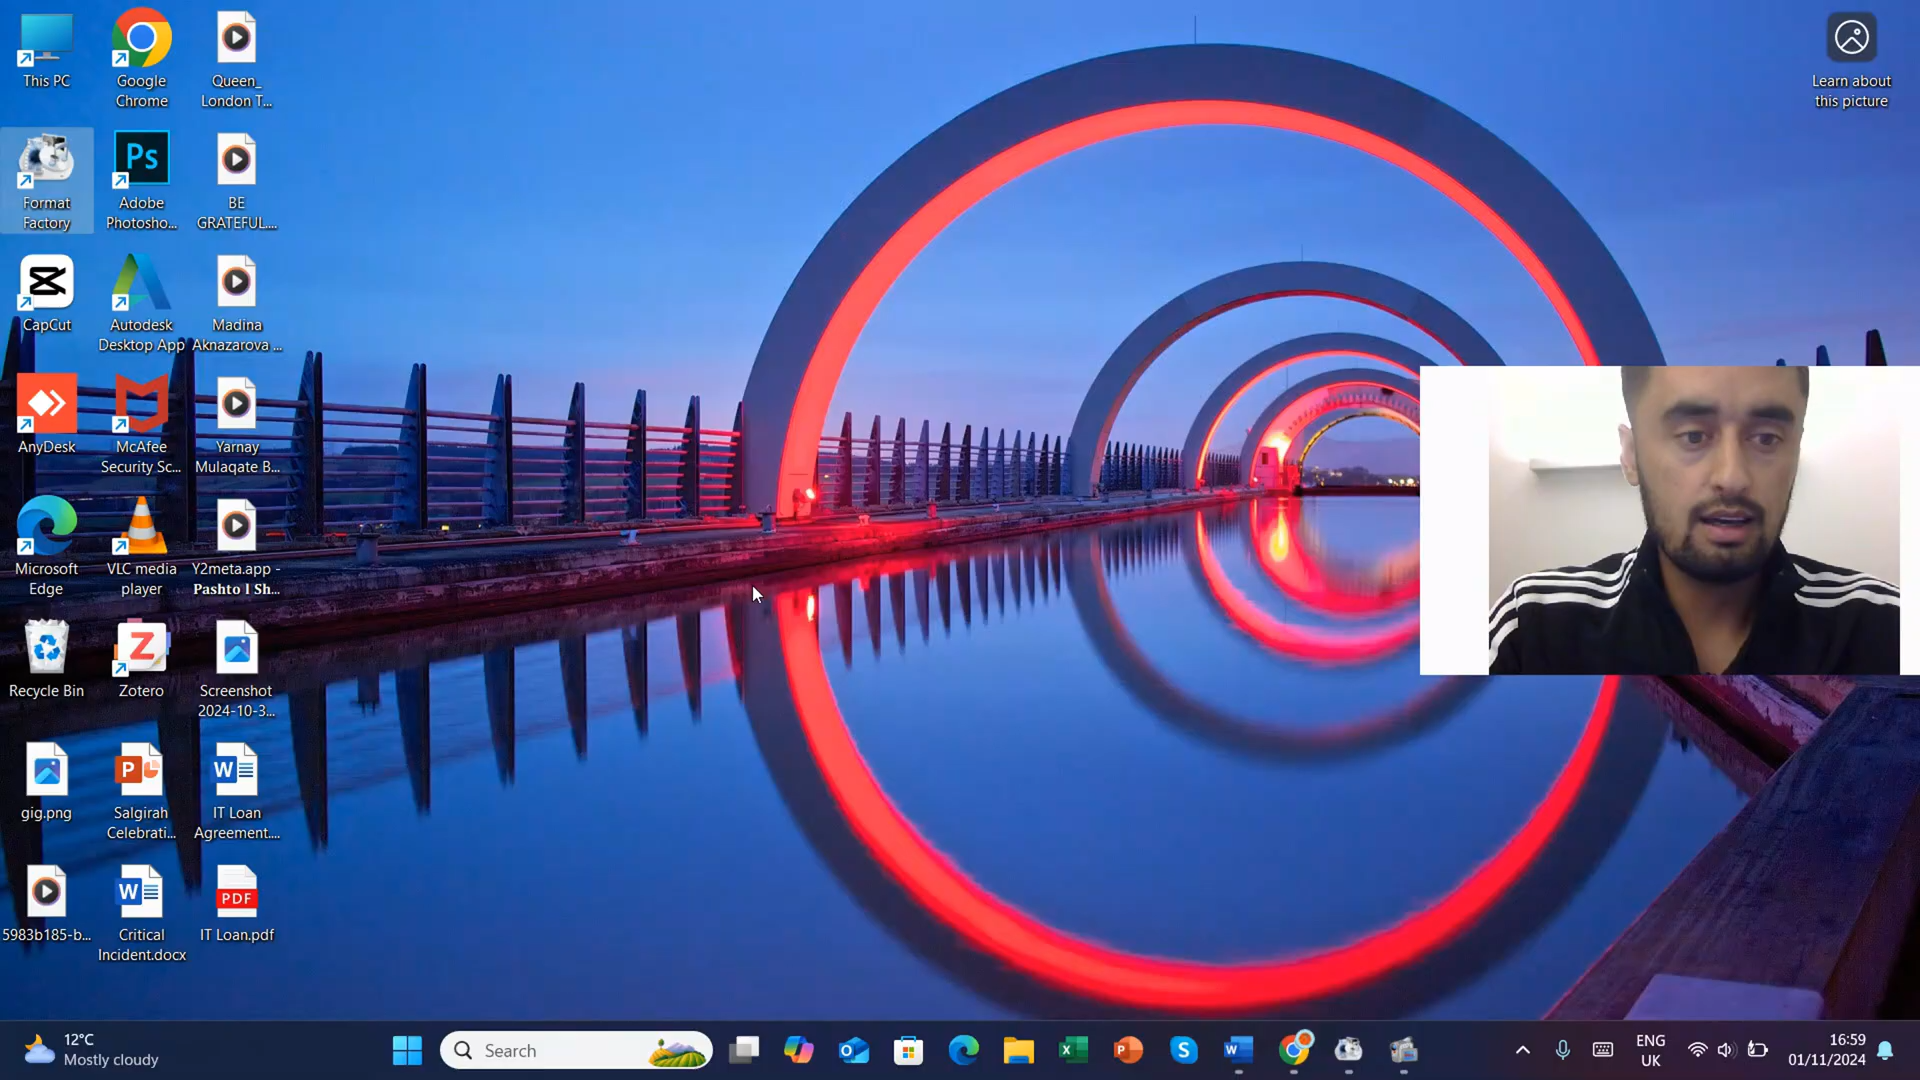 This PC
Google
Chrome
Queen_
London T...
Learn about
this picture
Format
Factory
Ps
Adobe
Photosho...
BE
GRATEFUL....
CapCut
Autodesk
Desktop App
Madina
Aknazarova ...
AnyDesk
McAfee
Security Sc...
Yarnay
Mulaqate B...
Microsoft
Edge
VLC media
player
Y2meta.app -
Pashto l Sh...
Recycle Bin
Z
Zotero
Screenshot
2024-10-3...
gig.png
P
Salgirah
Celebrati...
W
IT Loan
Agreement....
5983b185-b...
W
Critical
Incident.docx
PDF
IT Loan.pdf
12°C
Mostly cloudy
Search
ENG
UK
16:59
01/11/2024